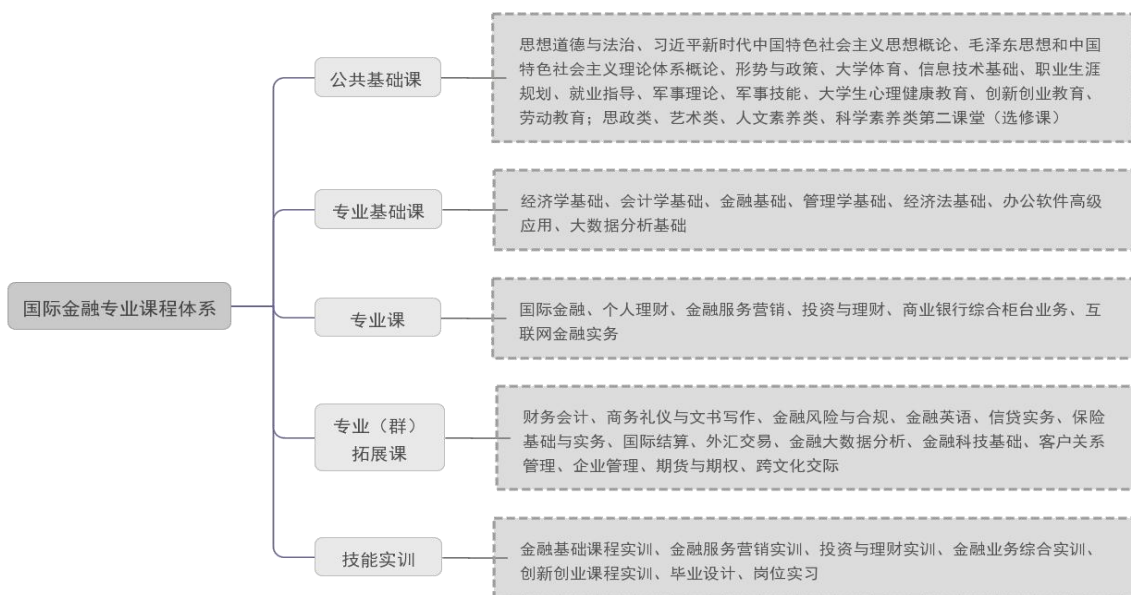 国际金融专业课程体系
公共基础课
思想道德与法治、习近平新时代中国特色社会主义思想概论、毛泽东思想和中国
特色社会主义理论体系概论、形势与政策、大学体育、信息技术基础、职业生涯
规划、就业指导、军事理论、军事技能、大学生心理健康教育、创新创业教育、
劳动教育；思政类、艺术类、人文素养类、科学素养类第二课堂（选修课）
专业基础课
经济学基础、会计学基础、金融基础、管理学基础、经济法基础、办公软件高级
应用、大数据分析基础
专业课
国际金融、个人理财、金融服务营销、投资与理财、商业银行综合柜台业务、互
联网金融实务
专业（群）
拓展课
财务会计、商务礼仪与文书写作、金融风险与合规、金融英语、信贷实务、保险
基础与实务、国际结算、外汇交易、金融大数据分析、金融科技基础、客户关系
管理、企业管理、期货与期权、跨文化交际
技能实训
金融基础课程实训、金融服务营销实训、投资与理财实训、金融业务综合实训、
创新创业课程实训、毕业设计、岗位实习